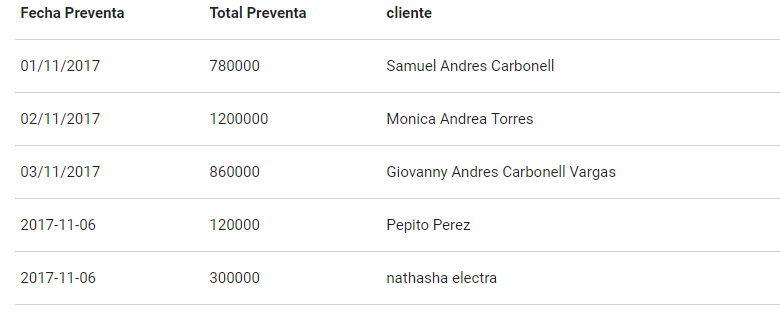 Fecha Preventa Total Preventa cliente
01/11/2017 780000 Samuel Andres Carbonell
02/11/2017 1200000 Monica Andrea Torres
03/11/2017 860000 Giovanny Andres Carbonell Vargas
2017-11-06 120000 Pepito Perez
2017-11-06 300000 nathasha electra